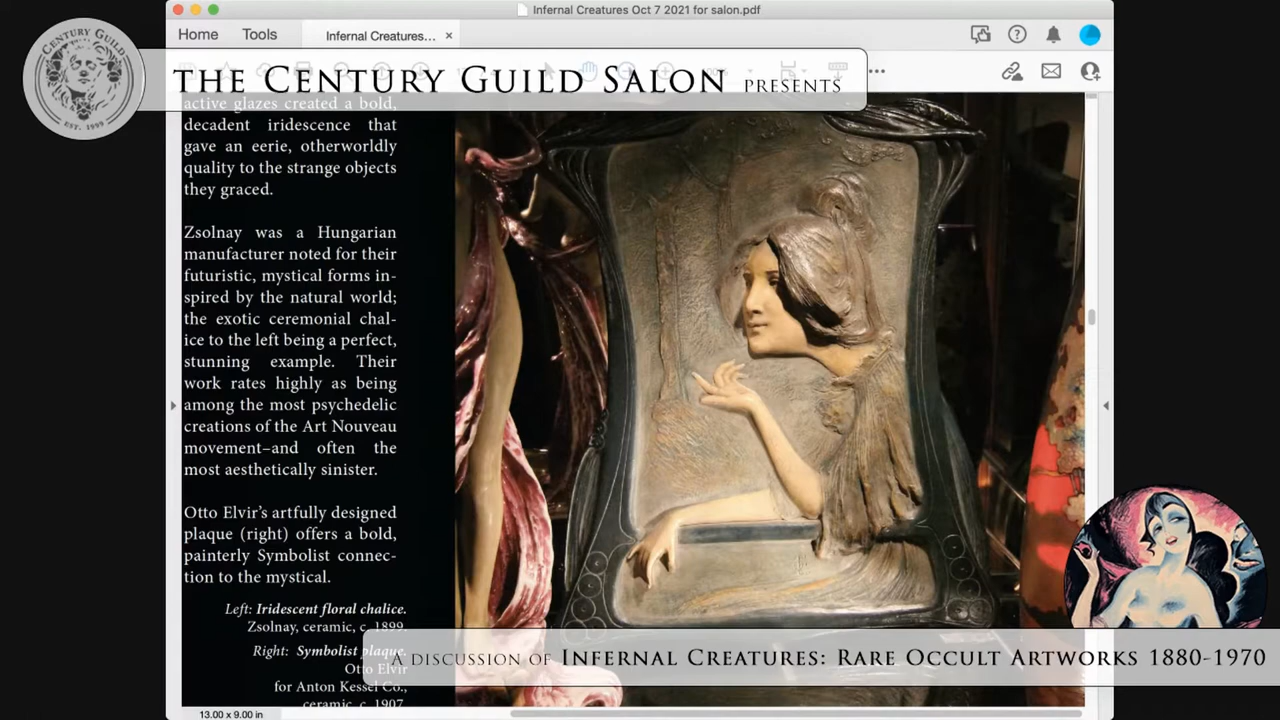 Infernal Creatures Oct 7 2021 for salon.pdf
Home
Tools
Infernal Creatures...
CENTURY GUILD
EST. 1999
THE CENTURY GUILD SALON PRESENTS
active glazes created a bold,
decadent iridescence that
gave an eerie, otherworldly
quality to the strange objects
they graced.
Zsolnay was a Hungarian
manufacturer noted for their
futuristic, mystical forms in-
spired by the natural world;
the exotic ceremonial chal-
ice to the left being a perfect,
stunning example. Their
work rates highly as being
among the most psychedelic
creations of the Art Nouveau
movement–and often the
most aesthetically sinister.
Otto Elvir's artfully designed
plaque (right) offers a bold,
painterly Symbolist connec-
tion to the mystical.
Left: Iridescent floral chalice.
Zsolnay, ceramic, c. 1899.
Right: Symbolist plaque.
Otto Elvir
for Anton Kessel Co.,
ceramic, c. 1907.
A DISCUSSION OF INFERNAL CREATURES: RARE OCCULT ARTWORKS 1880-1970
13.00 x 9.00 in